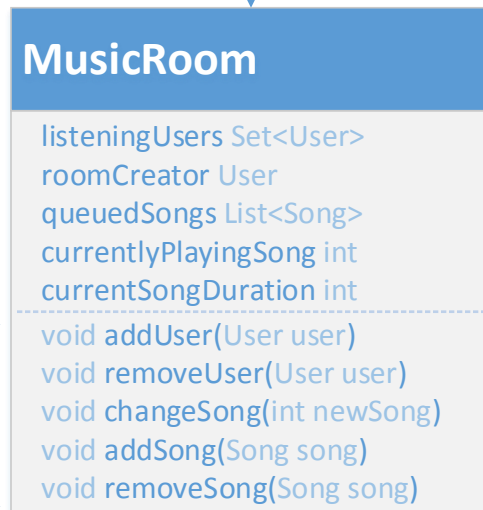 MusicRoom
listeningUsers Set<User>
roomCreator User
queuedSongs List<Song>
currentlyPlayingSong int
currentSongDuration int
void addUser(User user)
void removeUser(User user)
void changeSong(int newSong)
void addSong(Song song)
void removeSong(Song song)